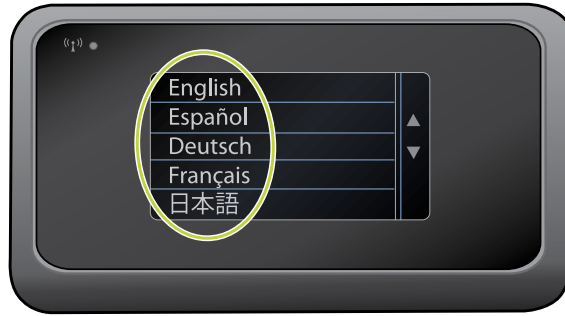 English
Español
Deutsch
Français
日本語